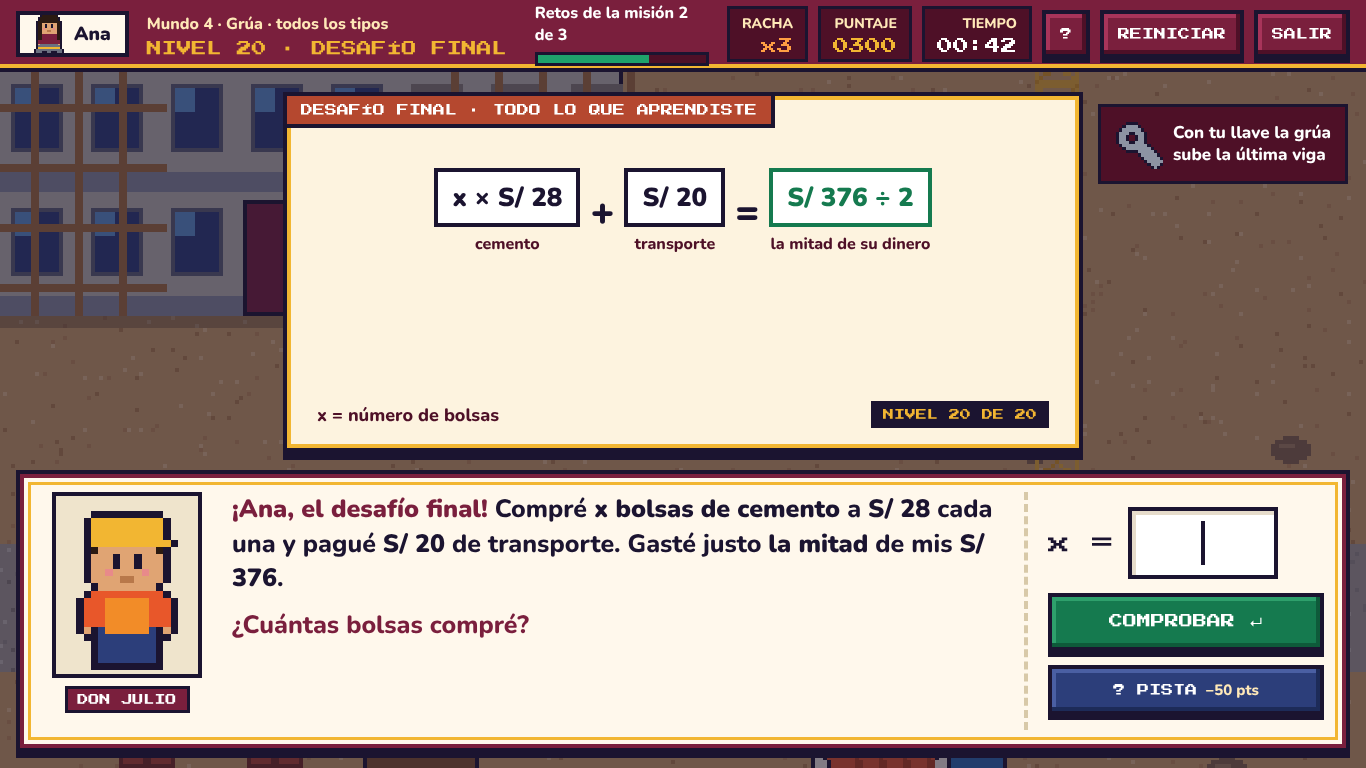 Ana
Mundo 4 · Grúa · todos los tipos
NIVEL 20 · DESAFíO FINAL
Retos de la misión 2
de 3
RACHA
x3
PUNTAJE
0300
TIEMPO
00:42
?
REINICIAR
SALIR
DESAFíO FINAL · TODO LO QUE APRENDISTE
x × S/ 28 + S/ 20 = S/ 376 ÷ 2
cemento transporte la mitad de su dinero
x = número de bolsas
NIVEL 20 DE 20
Con tu llave la grúa
sube la última viga
¡Ana, el desafío final! Compré x bolsas de cemento a S/ 28 cada
una y pagué S/ 20 de transporte. Gasté justo la mitad de mis S/
376.
¿Cuántas bolsas compré?
DON JULIO
x =
COMPROBAR ↵
? PISTA −50 pts